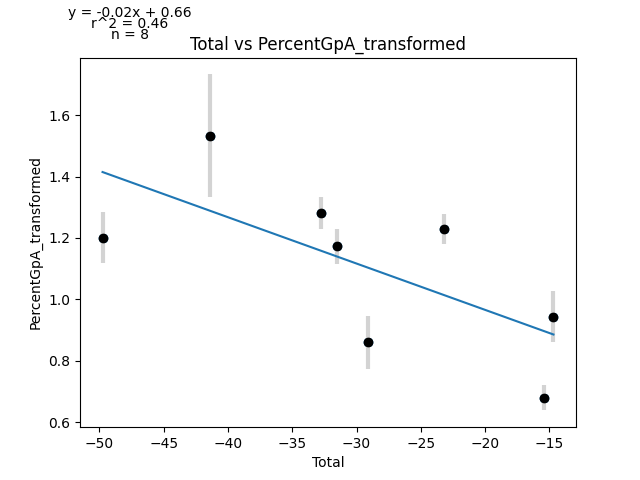 y = -0.02x + 0.66
r^2 = 0.46
n = 8
Total vs PercentGpA_transformed
PercentGpA_transformed
1.6
1.4
1.2
1.0
0.8
0.6
−50
−45
−40
−35
−30
−25
−20
−15
Total